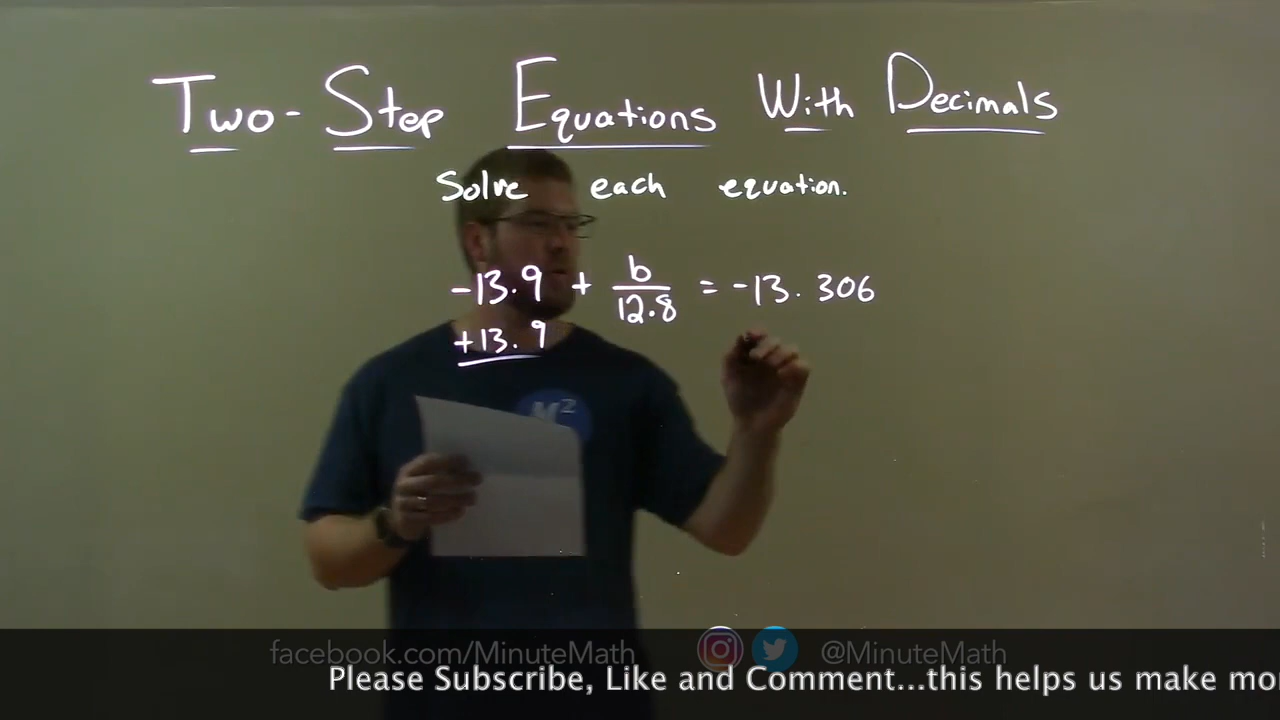 Two-Step Equations With Decimals
Solve each equation.
-13.9 + b/12.8 = -13.306
+13.9
M²
facebook.com/MinuteMath @MinuteMath
Please Subscribe, Like and Comment...this helps us make mo